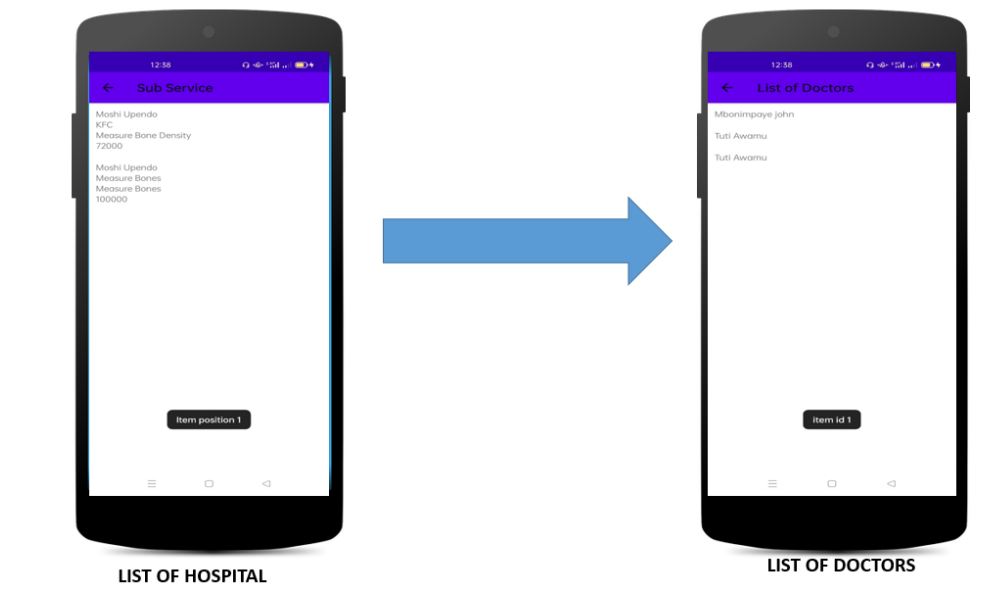 12:38
Sub Service
Moshi Upendo
KFC
Measure Bone Density
72000
Moshi Upendo
Measure Bones
Measure Bones
100000
Item position 1
LIST OF HOSPITAL
12:38
List of Doctors
Mbonimpaye john
Tuti Awamu
Tuti Awamu
item id 1
LIST OF DOCTORS